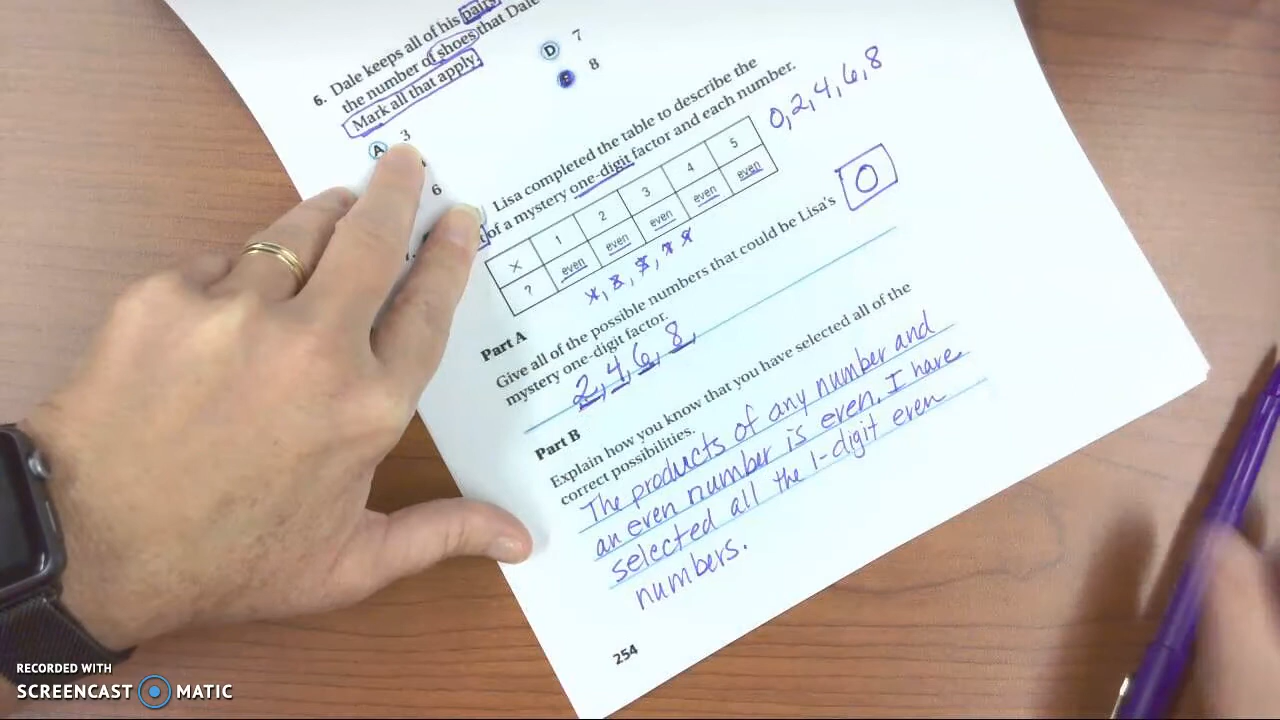 6. Dale keeps all of his pairs
the number of shoes that Dale
Mark all that apply.
A 3
6
D 7
E 8
Lisa completed the table to describe the
of a mystery one-digit factor and each number.
0, 2, 4, 6, 8
× 1 2 3 4 5
? even even even even even
Part A
Give all of the possible numbers that could be Lisa's
mystery one-digit factor.
0
2, 4, 6, 8,
Part B
Explain how you know that you have selected all of the
correct possibilities.
The products of any number and
an even number is even. I have
selected all the 1-digit even
numbers.
254
RECORDED WITH
SCREENCAST MATIC